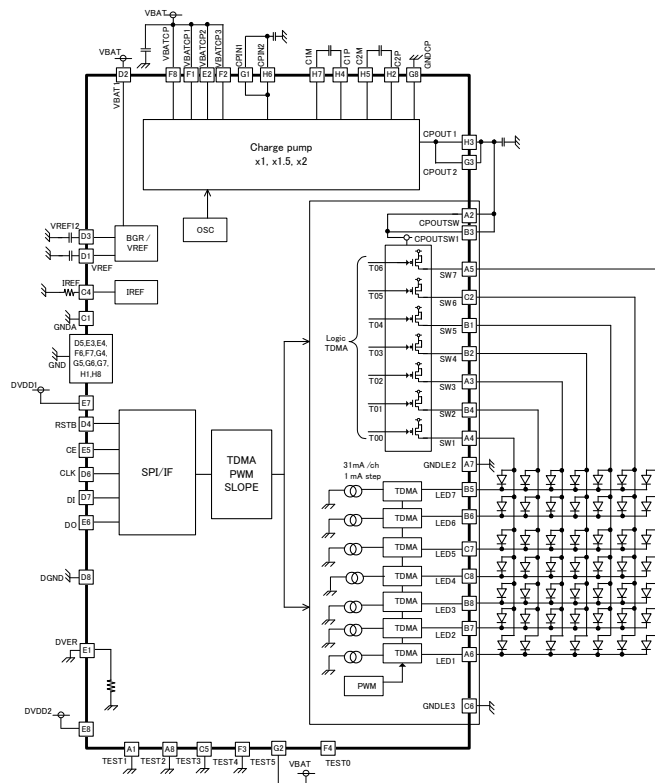 VBAT
VBAT
VBATCP
VBATCP1
VBATCP2
VBATCP3
CPIN1
CPIN2
C1M
C1P
C2M
C2P
GNDCP
D2 F8 F1 E2 F2 G1 H6 H7 H4 H5 H2 G8
VBAT1
Charge pump
x1, x1.5, x2
CPOUT1 H3
G3
CPOUT2
OSC
A2
CPOUTSW
B3
CPOUTSW1
VREF12 D3
BGR /
VREF
D1
VREF
T06 SW7 A5
IREF C4 IREF
T05 SW6 C2
C1
GNDA
T04 SW5 B1
Logic
TDMA
D5,E3,E4,
F6,F7,G4,
G5,G6,G7,
H1,H8
GND
T03 SW4 B2
T02 SW3 A3
DVDD1
E7
T01 SW2 B4
RSTB D4
T00 SW1 A4
CE E5
SPI/IF
TDMA
PWM
SLOPE
GNDLE2 A7
CLK D6
31mA /ch
1 mA step
TDMA LED7 B5
DI D7
TDMA LED6 B6
DO E6
TDMA LED5 C7
TDMA LED4 C8
DGND D8
TDMA LED3 B8
TDMA LED2 B7
DVER
E1
TDMA LED1 A6
PWM
GNDLE3 C6
DVDD2
E8
A1 A8 C5 F3 G2 F4
TEST1 TEST2 TEST3 TEST4 TEST5 TEST0
VBAT